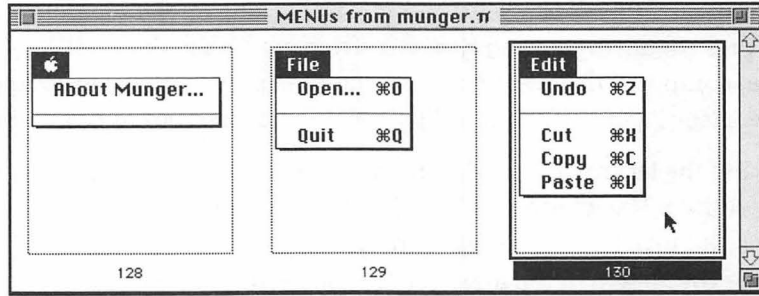 MENUs from munger.π
About Munger...
File
Open... ⌘O
Quit ⌘Q
Edit
Undo ⌘Z
Cut ⌘X
Copy ⌘C
Paste ⌘V
128
129
130